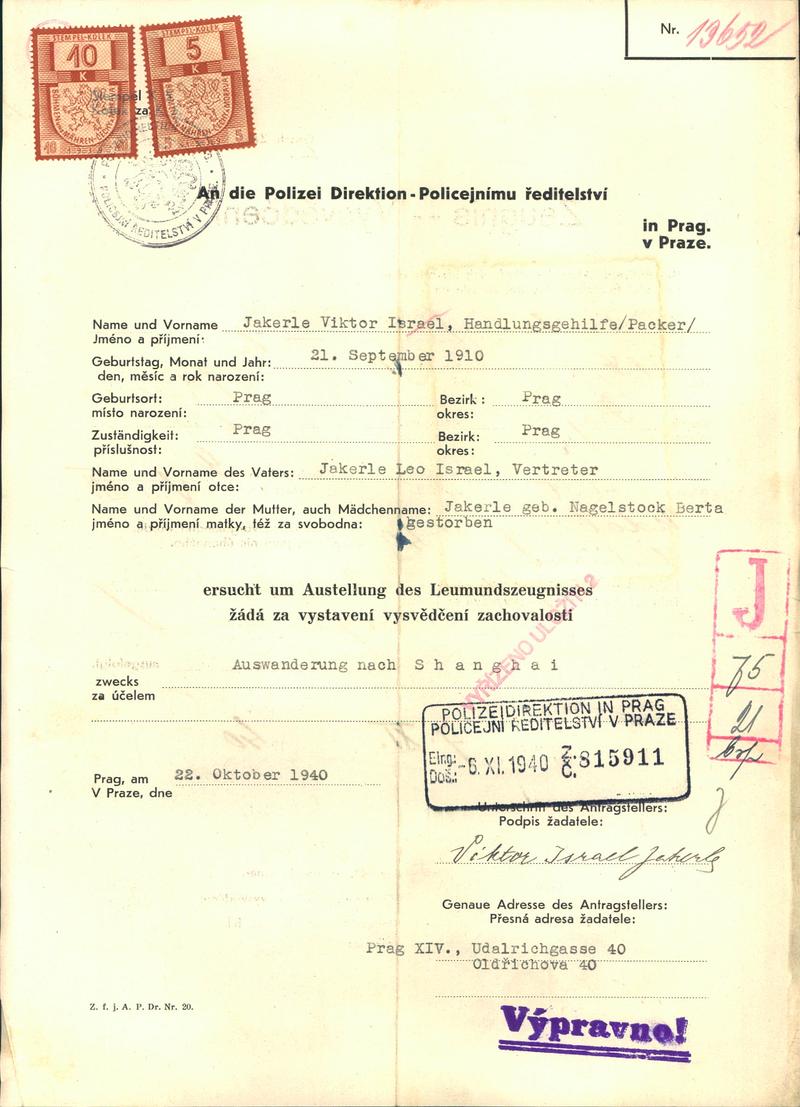 Nr. 13652
STEMPEL-KOLEK
10
K
BÖHMEN u. MÄHREN
STEMPEL-KOLEK
5
K
5 5
POLICEJNÍ ŘEDITELSTVÍ V PRAZE
An die Polizei Direktion - Policejnímu ředitelství
in Prag.
v Praze.
Name und Vorname Jakerle Viktor Israel, Handlungsgehilfe/Packer/
Jméno a příjmení:
Geburtstag, Monat und Jahr: 21. September 1910
den, měsíc a rok narození:
Geburtsort: Prag Bezirk: Prag
místo narození: okres:
Zuständigkeit: Prag Bezirk: Prag
příslušnost: okres:
Name und Vorname des Vaters: Jakerle Leo Israel, Vertreter
jméno a příjmení otce:
Name und Vorname der Mutter, auch Mädchenname: Jakerle geb. Nagelstock Berta
jméno a příjmení matky, též za svobodna: gestorben
ersucht um Austellung des Leumundszeugnisses
žádá za vystavení vysvědčení zachovalosti
J
75
21
Auswanderung nach Shanghai
zwecks
za účelem
POLIZEIDIREKTION IN PRAG
POLICEJNÍ ŘEDITELSTVÍ V PRAZE
Eing.: Doš.: -6. XI. 1940 Z. Č. 815911
Prag, am 22. Oktober 1940
V Praze, dne
Unterschrift des Antragstellers:
Podpis žadatele:
Viktor Israel Jakerle
Genaue Adresse des Antragstellers:
Přesná adresa žadatele:
Prag XIV., Udalrichgasse 40
Oldřichova 40
Z. f. j. A. P. Dr. Nr. 20.
Výpravno!